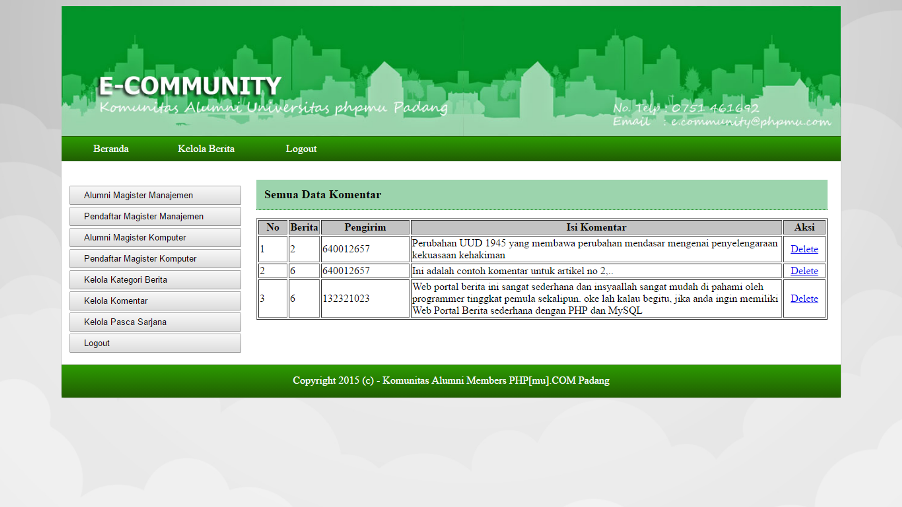 E-COMMUNITY
Komunitas Alumni Universitas phpmu Padang
No. Telp : 0751 461692
Email : e.community@phpmu.com
Beranda Kelola Berita Logout
Alumni Magister Manajemen
Pendaftar Magister Manajemen
Alumni Magister Komputer
Pendaftar Magister Komputer
Kelola Kategori Berita
Kelola Komentar
Kelola Pasca Sarjana
Logout
Semua Data Komentar
No Berita Pengirim Isi Komentar Aksi
1 2 640012657 Perubahan UUD 1945 yang membawa perubahan mendasar mengenai penyelengaraan
kekuasaan kehakiman Delete
2 6 640012657 Ini adalah contoh komentar untuk artikel no 2,..  Delete
3 6 132321023 Web portal berita ini sangat sederhana dan insyaallah sangat mudah di pahami oleh
programmer tinggkat pemula sekalipun, oke lah kalau begitu, jika anda ingin memiliki
Web Portal Berita sederhana dengan PHP dan MySQL Delete
Copyright 2015 (c) - Komunitas Alumni Members PHP[mu].COM Padang